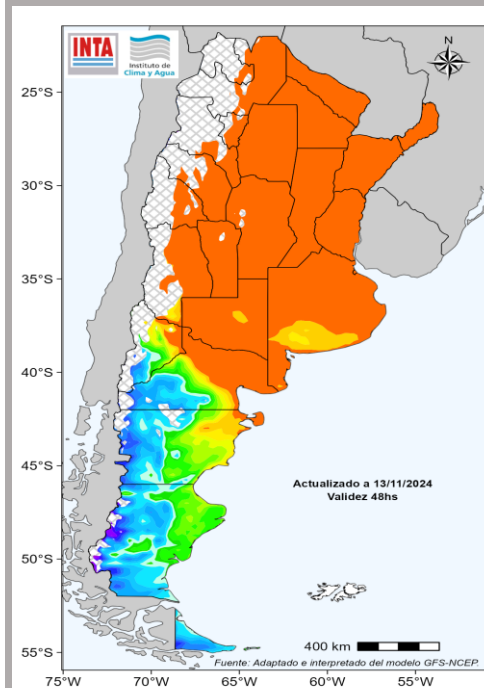 INTA
Instituto de
Clima y Agua
N
25°S
30°S
35°S
40°S
45°S
50°S
55°S
Actualizado a 13/11/2024
Validez 48hs
400 km
Fuente: Adaptado e interpretado del modelo GFS-NCEP.
75°W
70°W
65°W
60°W
55°W